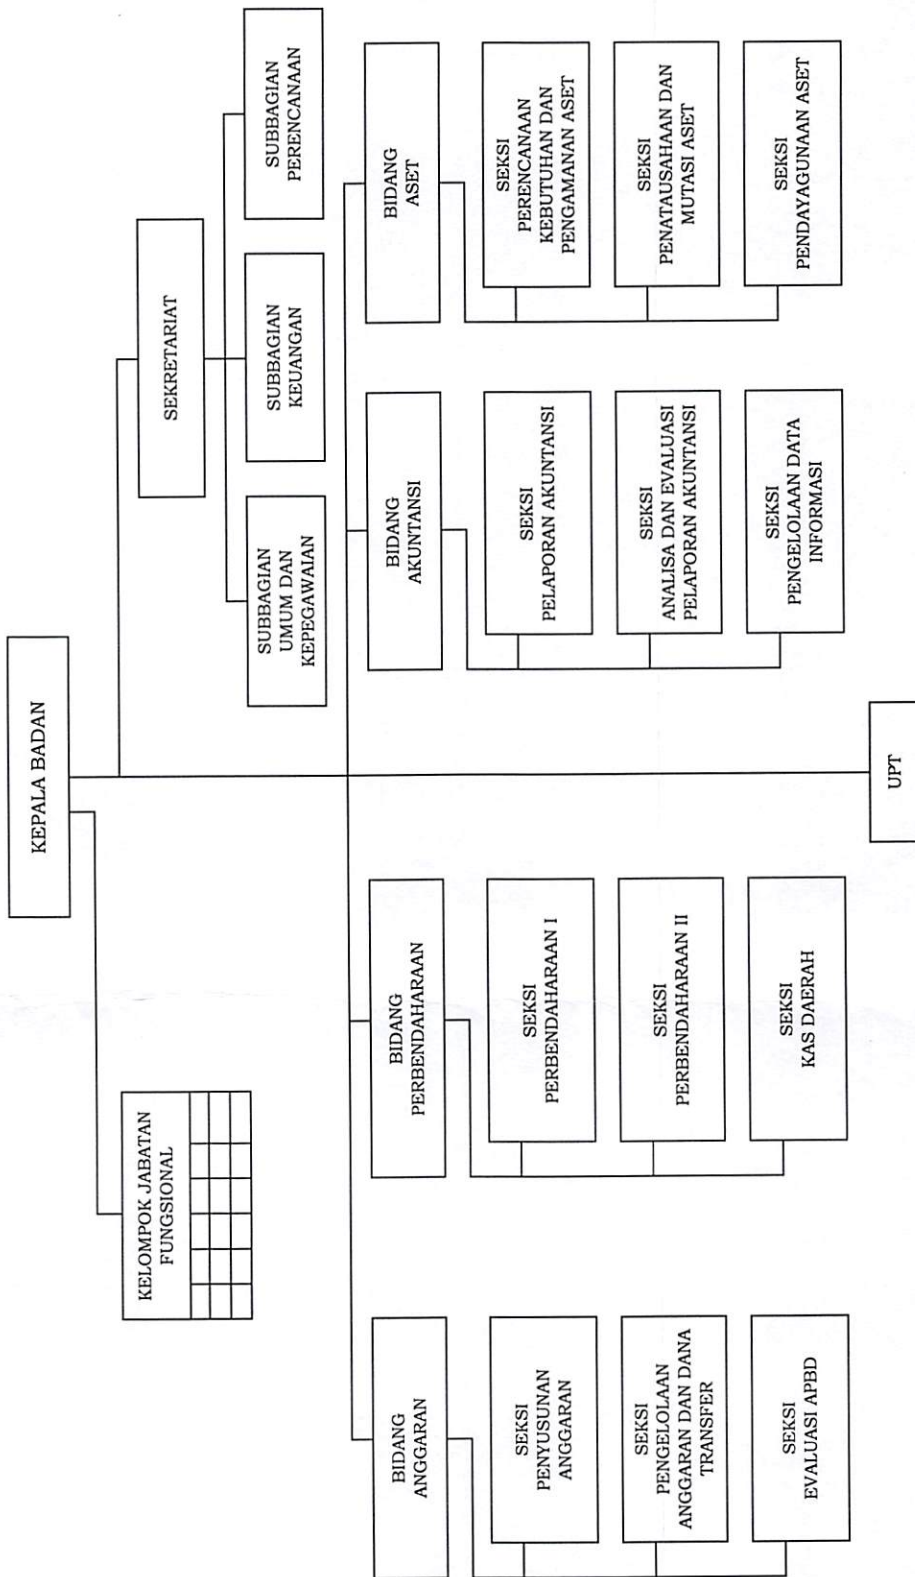 KEPALA BADAN
KELOMPOK JABATAN
FUNGSIONAL
SEKRETARIAT
SUBBAGIAN
UMUM DAN
KEPEGAWAIAN
SUBBAGIAN
KEUANGAN
SUBBAGIAN
PERENCANAAN
BIDANG
ANGGARAN
SEKSI
PENYUSUNAN
ANGGARAN
SEKSI
PENGELOLAAN
ANGGARAN DAN DANA
TRANSFER
SEKSI
EVALUASI APBD
BIDANG
PERBENDAHARAAN
SEKSI
PERBENDAHARAAN I
SEKSI
PERBENDAHARAAN II
SEKSI
KAS DAERAH
BIDANG
AKUNTANSI
SEKSI
PELAPORAN AKUNTANSI
SEKSI
ANALISA DAN EVALUASI
PELAPORAN AKUNTANSI
SEKSI
PENGELOLAAN DATA
INFORMASI
BIDANG
ASET
SEKSI
PERENCANAAN
KEBUTUHAN DAN
PENGAMANAN ASET
SEKSI
PENATAUSAHAAN DAN
MUTASI ASET
SEKSI
PENDAYAGUNAAN ASET
UPT